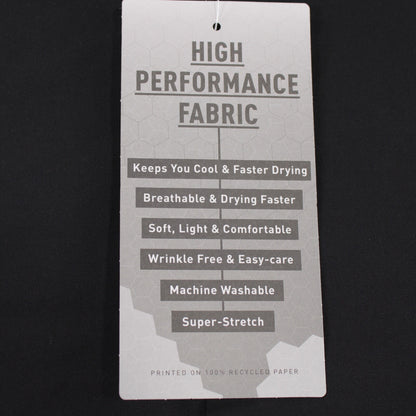 HIGH
PERFORMANCE
FABRIC
Keeps You Cool & Faster Drying
Breathable & Drying Faster
Soft, Light & Comfortable
Wrinkle Free & Easy-care
Machine Washable
Super-Stretch
PRINTED ON 100% RECYCLED PAPER